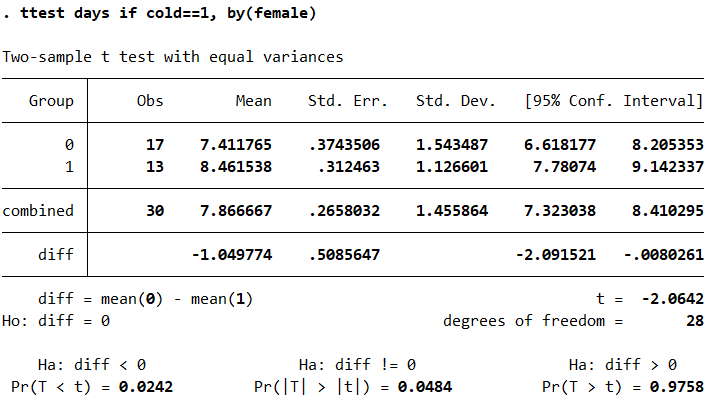 . ttest days if cold==1, by(female)
Two-sample t test with equal variances
Group Obs Mean Std. Err. Std. Dev. [95% Conf. Interval]
0 17 7.411765 .3743506 1.543487 6.618177 8.205353
1 13 8.461538 .312463 1.126601 7.78074 9.142337
combined 30 7.866667 .2658032 1.455864 7.323038 8.410295
diff -1.049774 .5085647 -2.091521 -.0080261
diff = mean(0) - mean(1) t = -2.0642
Ho: diff = 0 degrees of freedom = 28
Ha: diff < 0 Ha: diff != 0 Ha: diff > 0
Pr(T < t) = 0.0242 Pr(|T| > |t|) = 0.0484 Pr(T > t) = 0.9758